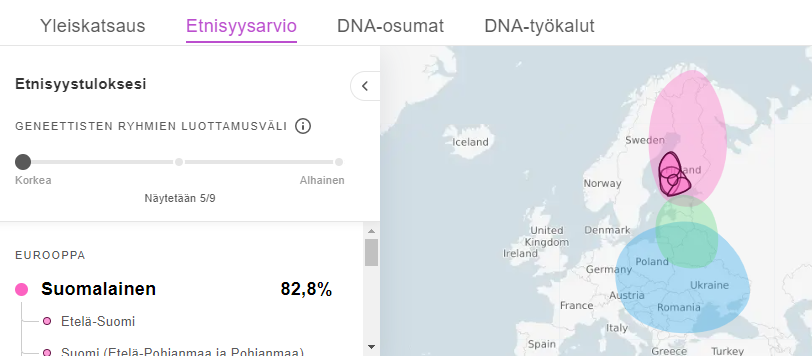 Yleiskatsaus Etnisyysarvio DNA-osumat DNA-työkalut
Etnisyystuloksesi
GENEETTISTEN RYHMIEN LUOTTAMUSVÄLI
Korkea Alhainen
Näytetään 5/9
EUROOPPA
Suomalainen 82,8%
Etelä-Suomi
Suomi (Etelä-Pohjanmaa ja Pohjanmaa)
Iceland
Sweden
Norway
United
Kingdom
Denmark
Ireland
Poland
Germany
Ukraine
Austria
France
Romania
Italy
Spain
Greece
Turkey